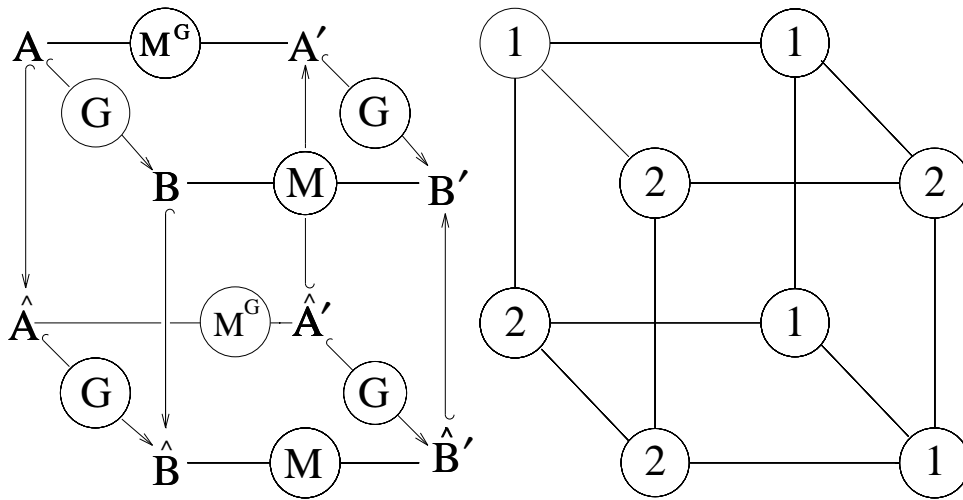 A M^G A′ 1 1
G G
B M B′ 2 2
Â M^G Â′ 2 1
G G
B̂ M B̂′ 2 1